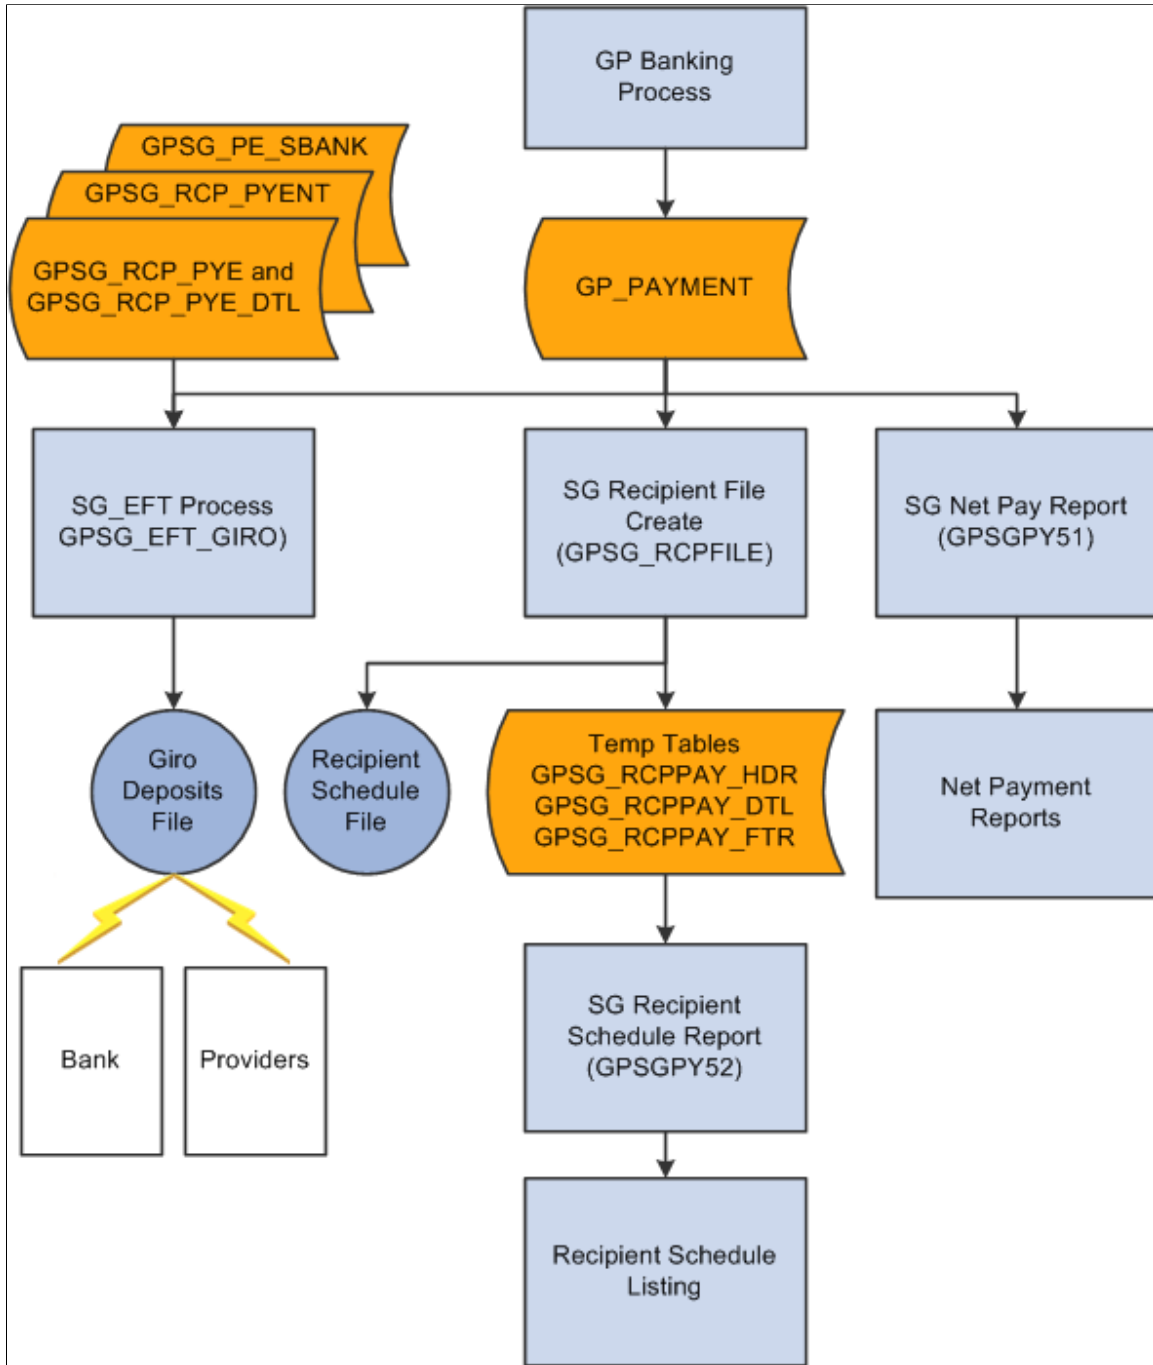 GP Banking
Process
GPSG_PE_SBANK
GPSG_RCP_PYENT
GPSG_RCP_PYE and
GPSG_RCP_PYE_DTL
GP_PAYMENT
SG_EFT Process
GPSG_EFT_GIRO)
SG Recipient File
Create
(GPSG_RCPFILE)
SG Net Pay Report
(GPSGPY51)
Giro
Deposits
File
Recipient
Schedule
File
Temp Tables
GPSG_RCPPAY_HDR
GPSG_RCPPAY_DTL
GPSG_RCPPAY_FTR
Net Payment
Reports
Bank
Providers
SG Recipient
Schedule Report
(GPSGPY52)
Recipient Schedule
Listing